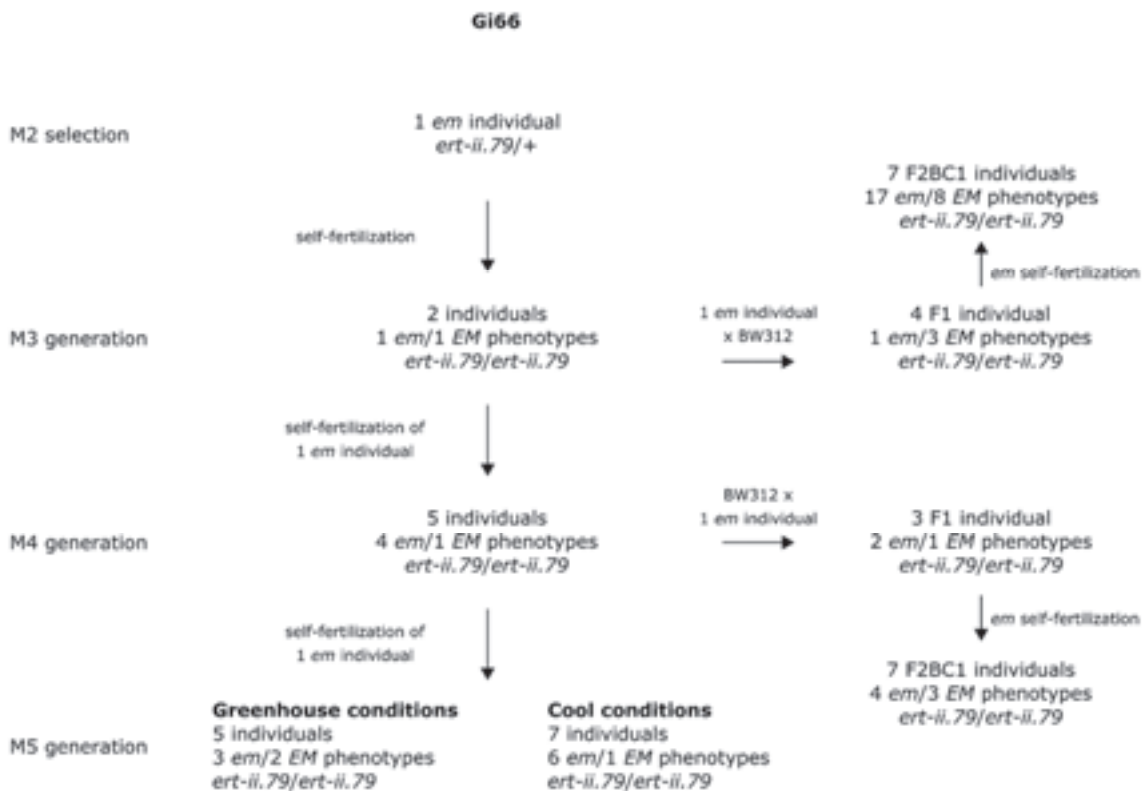 Gi66
M2 selection
1 em individual
ert-ii.79/+
7 F2BC1 individuals
17 em/8 EM phenotypes
ert-ii.79/ert-ii.79
self-fertilization
em self-fertilization
M3 generation
2 individuals
1 em/1 EM phenotypes
ert-ii.79/ert-ii.79
1 em individual
x BW312
4 F1 individual
1 em/3 EM phenotypes
ert-ii.79/ert-ii.79
self-fertilization of
1 em individual
M4 generation
5 individuals
4 em/1 EM phenotypes
ert-ii.79/ert-ii.79
BW312 x
1 em individual
3 F1 individual
2 em/1 EM phenotypes
ert-ii.79/ert-ii.79
self-fertilization of
1 em individual
em self-fertilization
7 F2BC1 individuals
4 em/3 EM phenotypes
ert-ii.79/ert-ii.79
M5 generation
Greenhouse conditions
5 individuals
3 em/2 EM phenotypes
ert-ii.79/ert-ii.79
Cool conditions
7 individuals
6 em/1 EM phenotypes
ert-ii.79/ert-ii.79